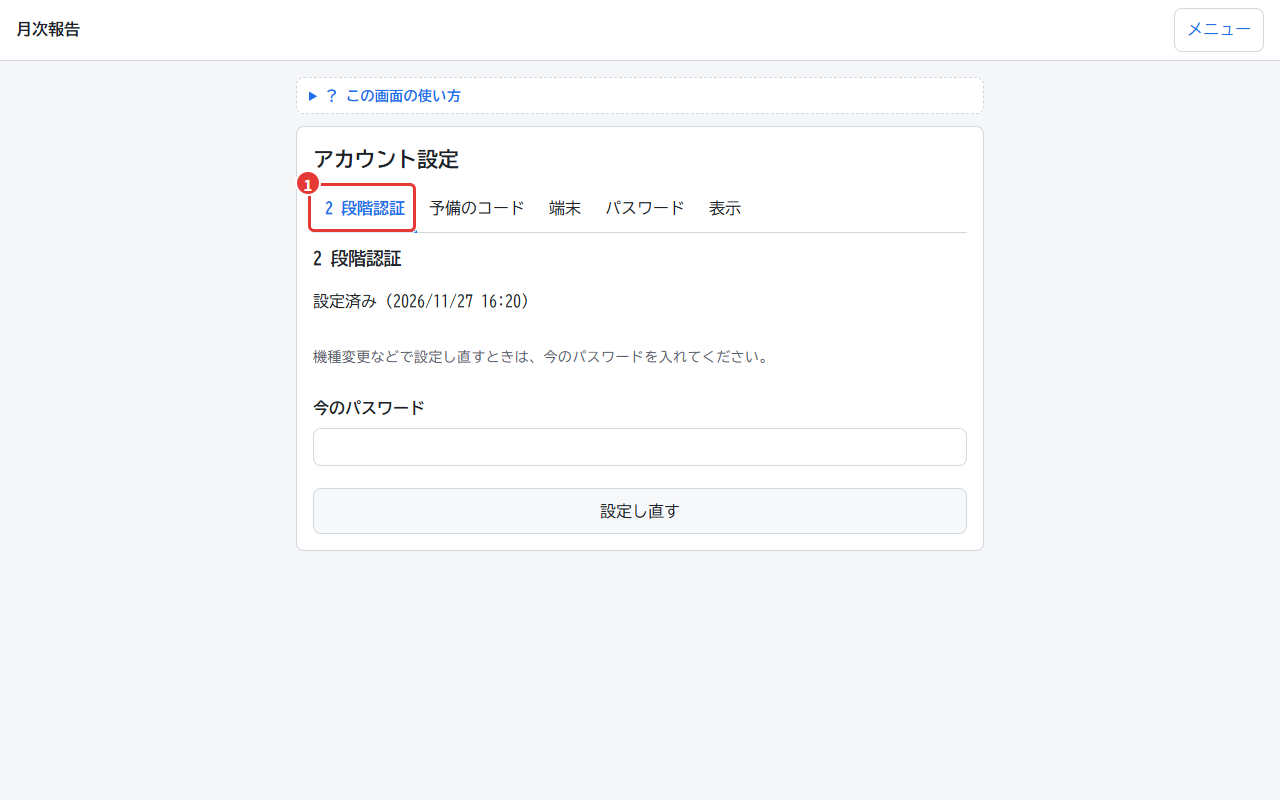 月次報告
メニュー
▶ ? この画面の使い方
アカウント設定
1
2 段階認証 予備のコード 端末 パスワード 表示
2 段階認証
設定済み（2026/11/27 16:20）
機種変更などで設定し直すときは、今のパスワードを入れてください。
今のパスワード
設定し直す